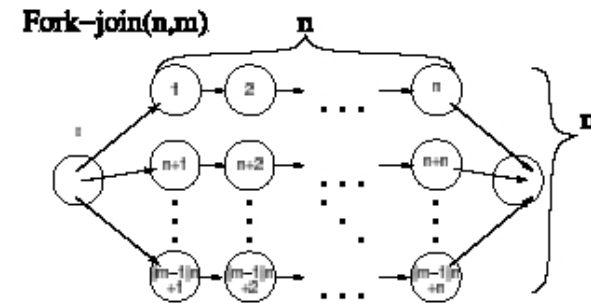 Fork-join(n,m)
n
1 2 ... n
n+1 n+2 ... n+n
(m-1)n+1 (m-1)n+2 ... (m-1)n+n